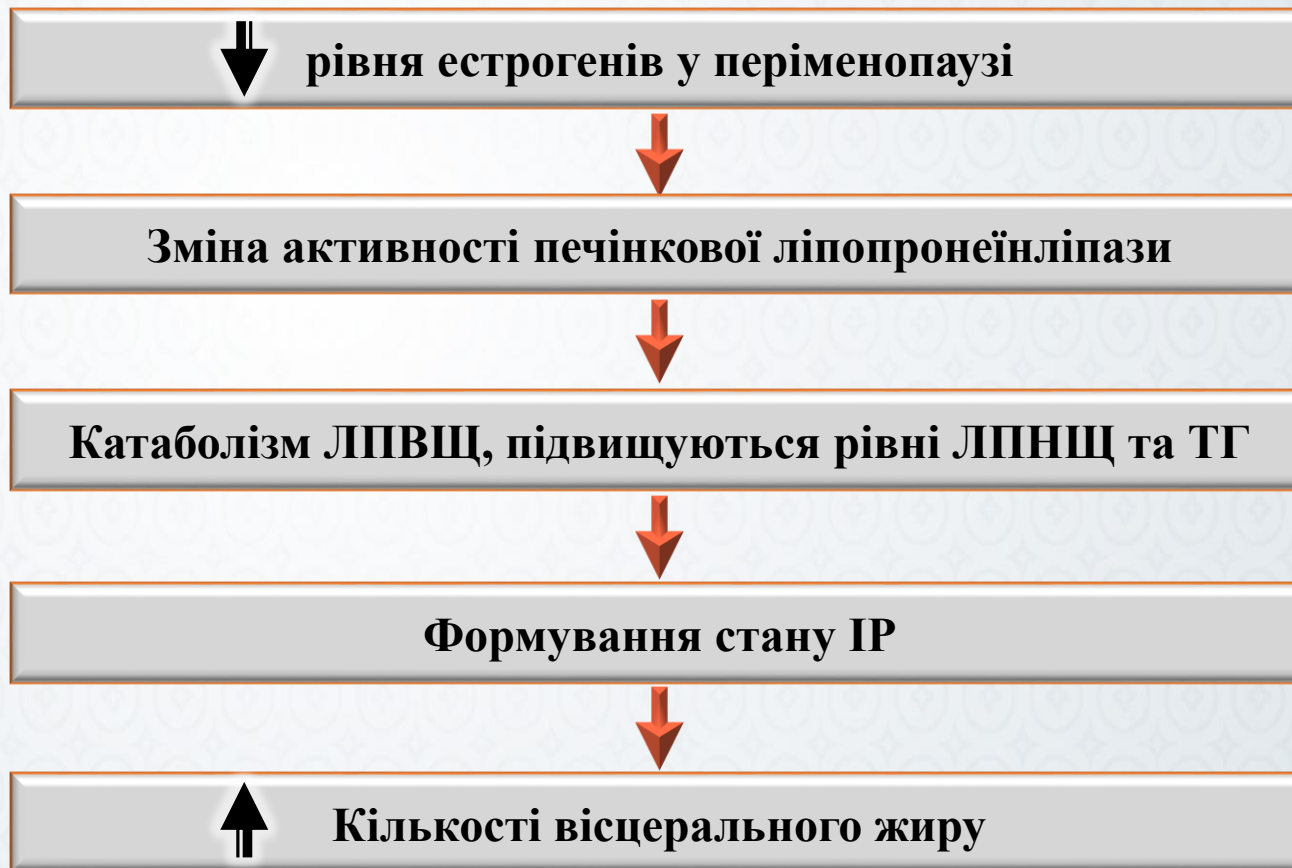 рівня естрогенів у періменопаузі
Зміна активності печінкової ліпопронеїнліпази
Катаболізм ЛПВЩ, підвищуються рівні ЛПНЩ та ТГ
Формування стану ІР
Кількості вісцерального жиру